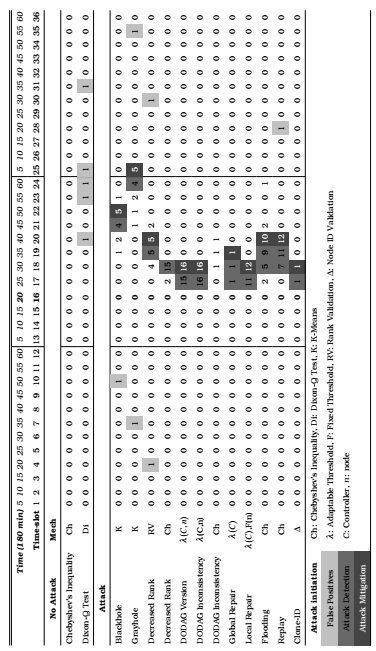 Time (180 min) 5 10 15 20 25 30 35 40 45 50 55 60 5 10 15 20 25 30 35 40 45 50 55 60 5 10 15 20 25 30 35 40 45 50 55 60
Time-slot 1 2 3 4 5 6 7 8 9 10 11 12 13 14 15 16 17 18 19 20 21 22 23 24 25 26 27 28 29 30 31 32 33 34 35 36
No Attack Mech
Chebyshev's Inequality Ch 0 0 0 0 0 0 0 0 0 0 0 0 0 0 0 0 0 0 0 0 0 0 0 0 0 0 0 0 0 0 0 0 0 0 0 0
Dixon-Q Test Di 0 0 0 0 0 0 0 0 0 0 0 0 0 0 0 0 0 0 0 1 0 0 1 1 1 0 0 0 0 0 1 0 0 0 0 0
Attack
Blackhole K 0 0 0 0 0 0 0 0 0 1 0 0 0 0 0 0 0 0 1 2 4 5 1 0 0 0 0 0 0 0 0 0 0 0 0 0
Grayhole K 0 0 0 0 0 0 1 0 0 0 0 0 0 0 0 0 0 0 0 0 1 1 2 4 5 0 0 0 0 0 0 0 0 0 1 0
Decreased Rank RV 0 0 0 1 0 0 0 0 0 0 0 0 0 0 0 0 0 4 5 5 2 0 0 0 0 0 0 0 0 1 0 0 0 0 0 0
Decreased Rank Ch 0 0 0 0 0 0 0 0 0 0 0 0 0 0 0 0 2 15 0 0 0 0 0 0 0 0 0 0 0 0 0 0 0 0 0 0
DODAG Version λ(C, n) 0 0 0 0 0 0 0 0 0 0 0 0 0 0 0 0 15 16 0 0 0 0 0 0 0 0 0 0 0 0 0 0 0 0 0 0
DODAG Inconsistency λ(C,n) 0 0 0 0 0 0 0 0 0 0 0 0 0 0 0 0 16 16 0 0 0 0 0 0 0 0 0 0 0 0 0 0 0 0 0 0
DODAG Inconsistency Ch 0 0 0 0 0 0 0 0 0 0 0 0 0 0 0 0 0 0 1 1 0 0 0 0 0 0 0 0 0 0 0 0 0 0 0 0
Global Repair λ(C) 0 0 0 0 0 0 0 0 0 0 0 0 0 0 0 0 1 1 1 0 0 0 0 0 0 0 0 0 0 0 0 0 0 0 0 0
Local Repair λ(C),F(n) 0 0 0 0 0 0 0 0 0 0 0 0 0 0 0 0 11 12 0 0 0 0 0 0 0 0 0 0 0 0 0 0 0 0 0 0
Flooding Ch 0 0 0 0 0 0 0 0 0 0 0 0 0 0 0 0 2 5 9 10 2 0 0 1 0 0 0 0 0 0 0 0 0 0 0 0
Replay Ch 0 0 0 0 0 0 0 0 0 0 0 0 0 0 0 0 0 7 11 12 0 0 0 0 0 0 0 1 0 0 0 0 0 0 0 0
Clone-ID Δ 0 0 0 0 0 0 0 0 0 0 0 0 0 0 0 0 1 1 0 0 0 0 0 0 0 0 0 0 0 0 0 0 0 0 0 0
Attack Initiation Ch: Chebyshev's Inequality, Di: Dixon-Q Test, K: K-Means
False Positives λ: Adaptable Threshold, F: Fixed Threshold, RV: Rank Validation, Δ: Node ID Validation
Attack Detection C: Controller, n: node
Attack Mitigation